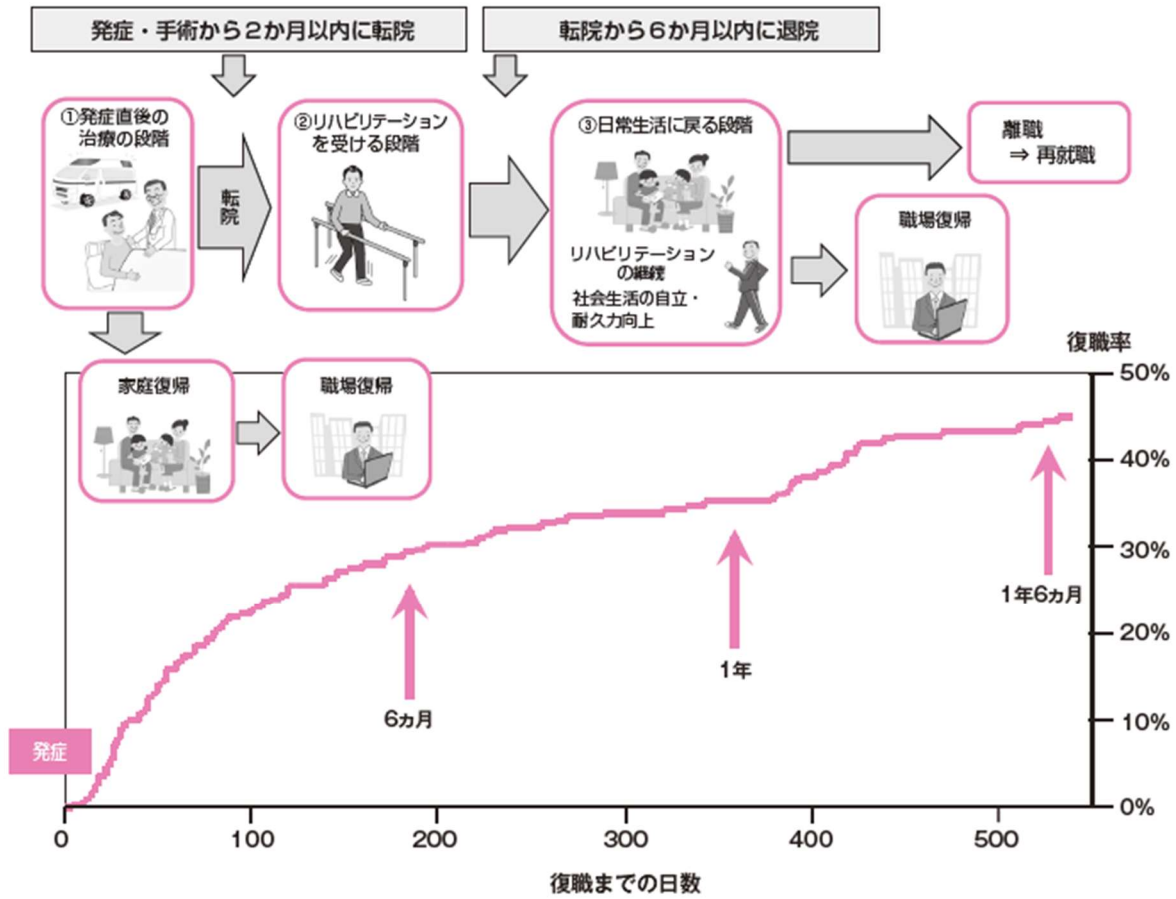 発症・手術から２か月以内に転院
転院から６か月以内に退院
①発症直後の
治療の段階
転院
②リハビリテーション
を受ける段階
③日常生活に戻る段階
リハビリテーション
の継続
社会生活の自立・
耐久力向上
離職
⇒ 再就職
職場復帰
家庭復帰
職場復帰
復職率
50%
40%
30%
20%
10%
0%
6ヵ月
1年
1年6ヵ月
発症
0
100
200
300
400
500
復職までの日数